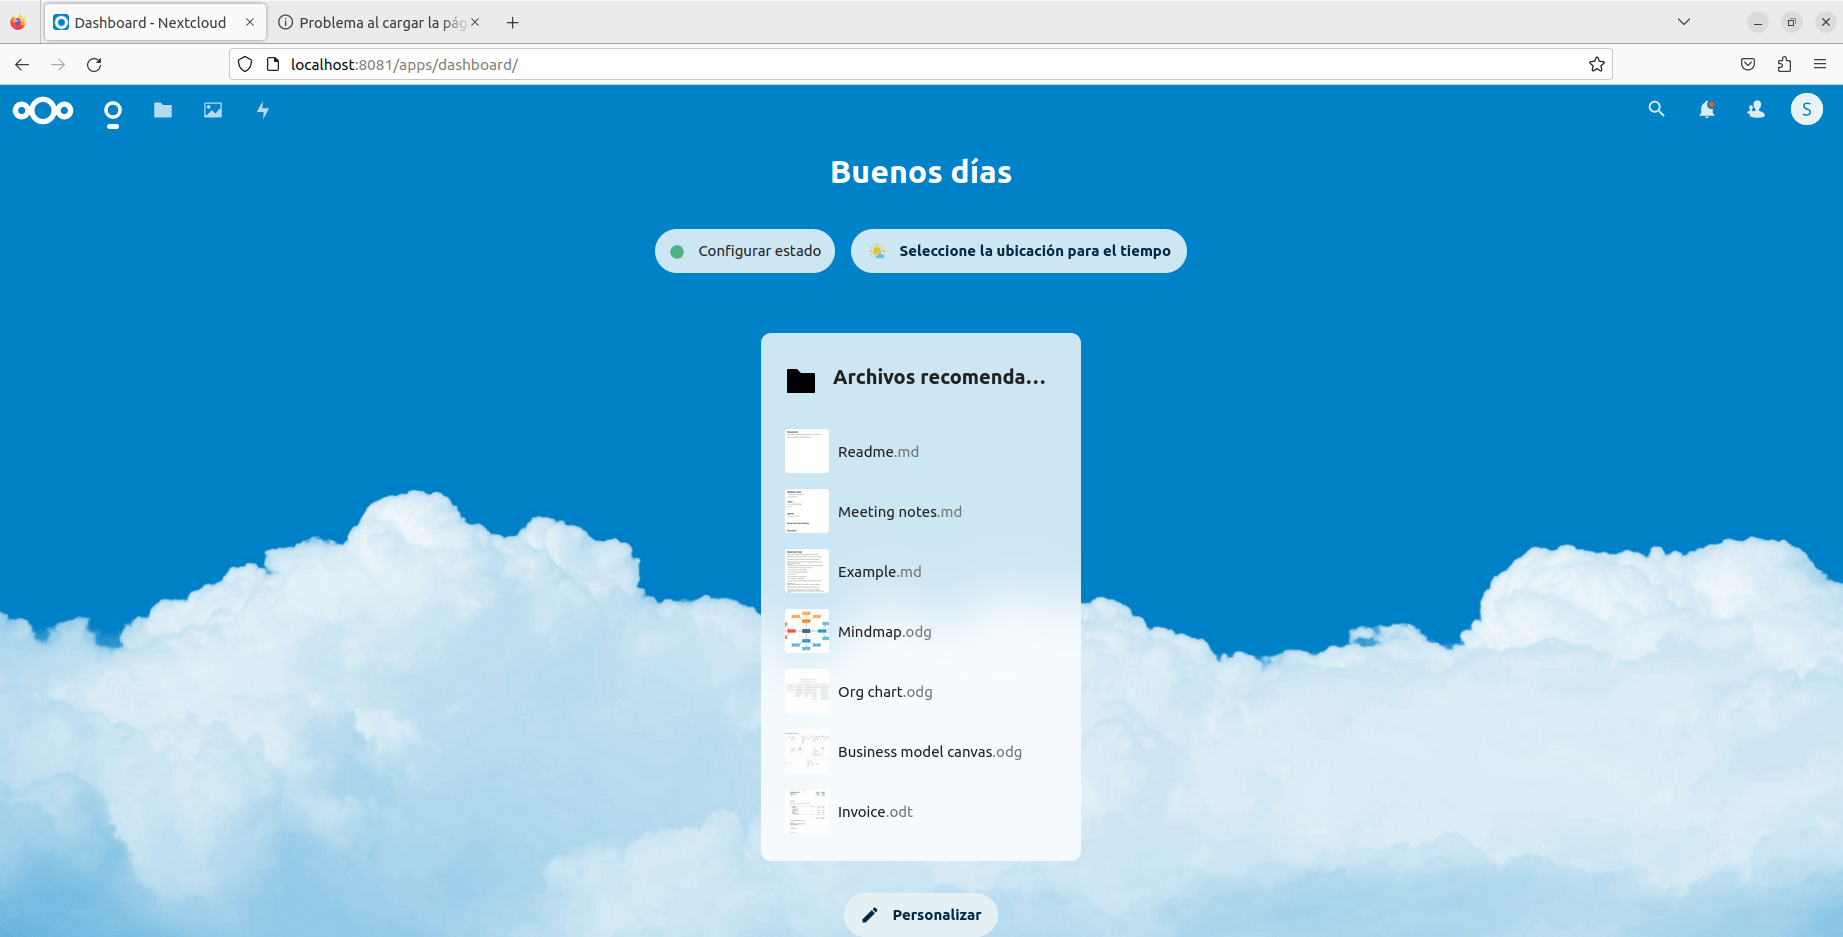 Dashboard - Nextcloud
Problema al cargar la pág
localhost:8081/apps/dashboard/
S
Buenos días
Configurar estado
Seleccione la ubicación para el tiempo
Archivos recomenda...
Readme.md
Meeting notes.md
Example.md
Mindmap.odg
Org chart.odg
Business model canvas.odg
Invoice.odt
Personalizar